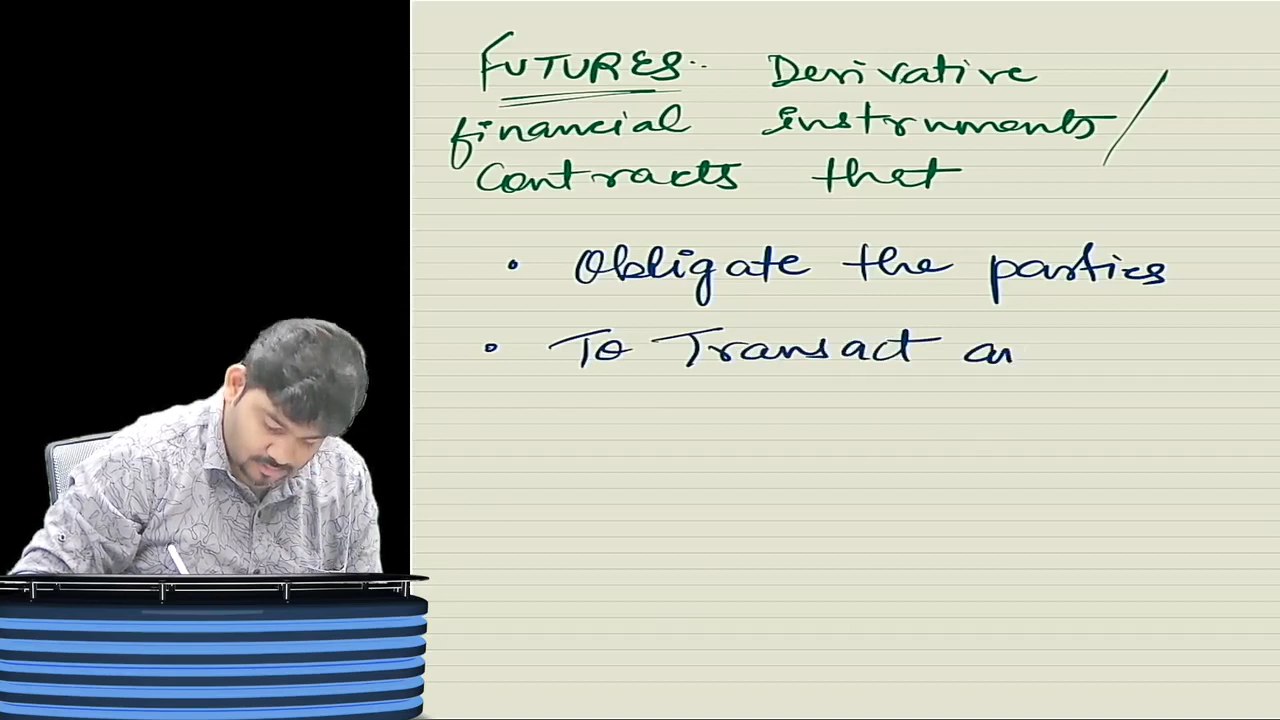 FUTURES.. Derivative
financial instruments/
Contracts that
• Obligate the parties
• To Transact an